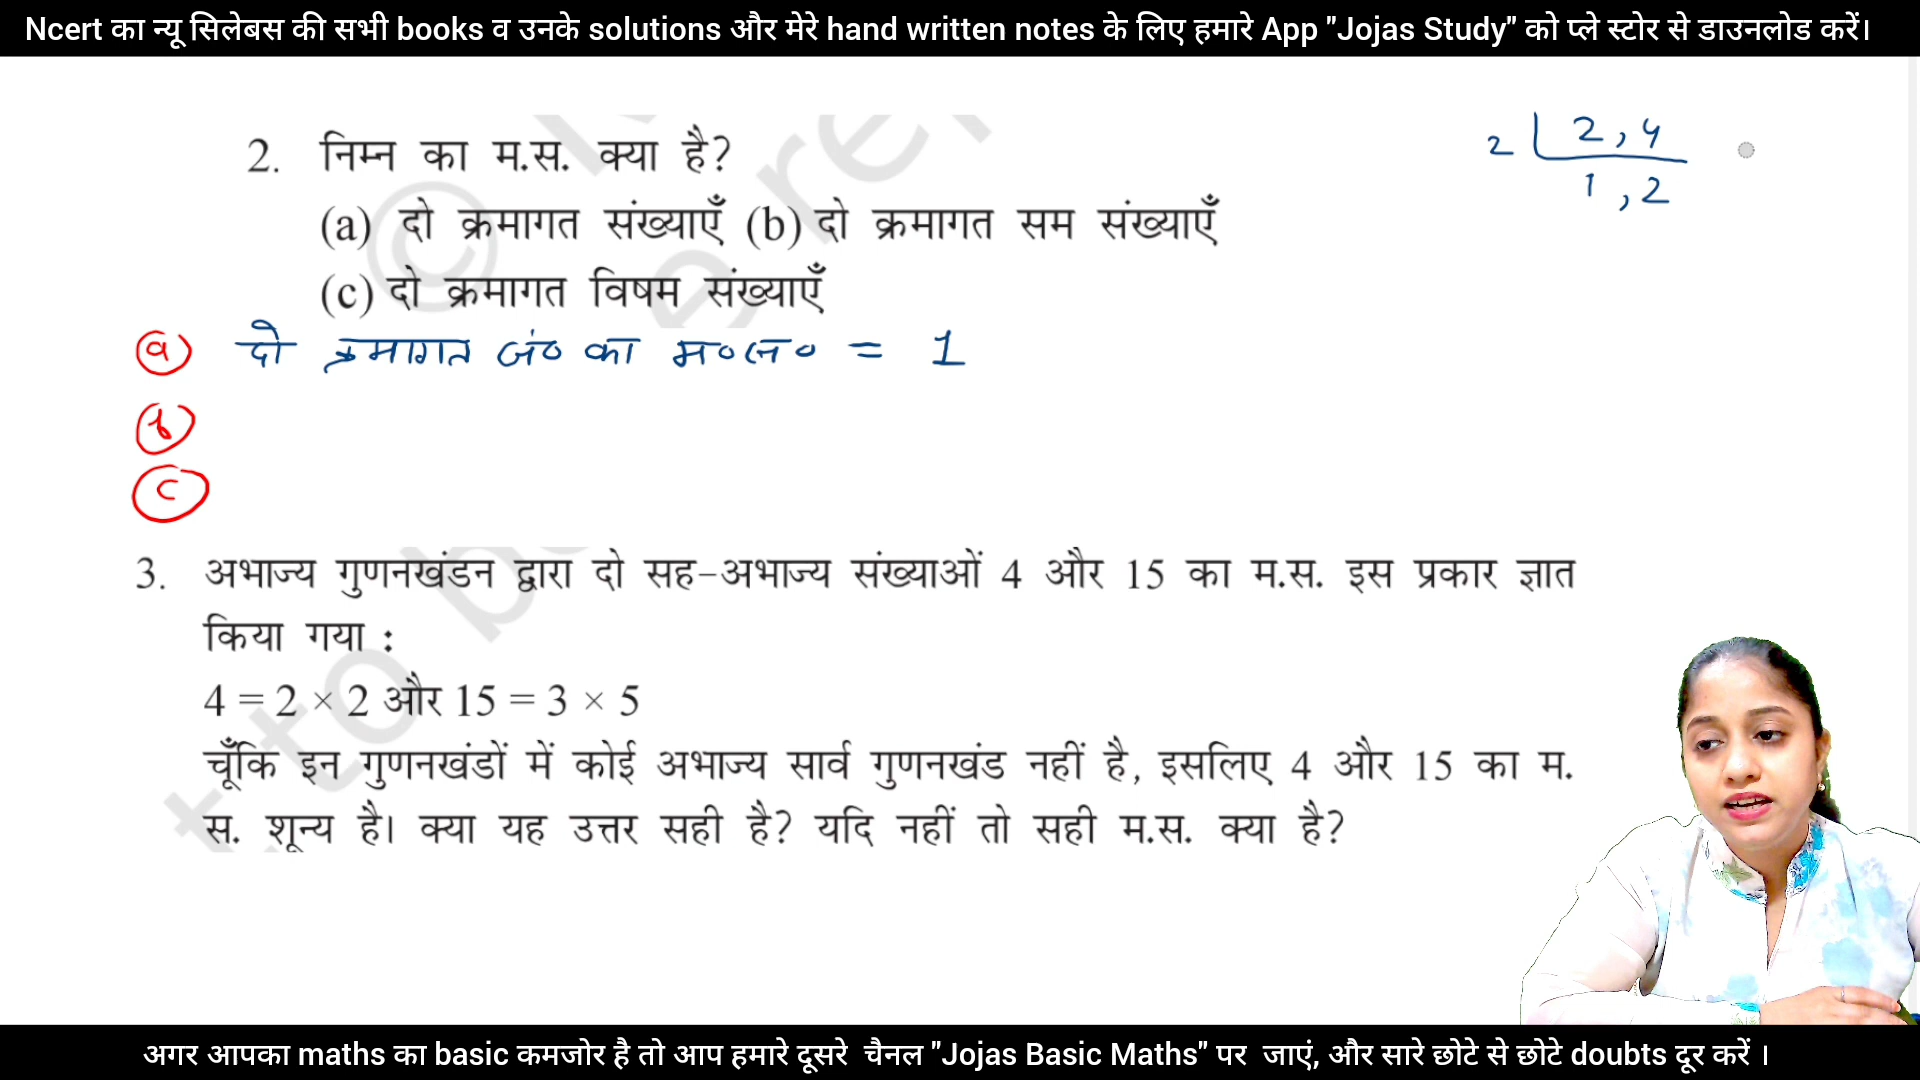 Ncert का न्यू सिलेबस की सभी books व उनके solutions और मेरे hand written notes के लिए हमारे App "Jojas Study" को प्ले स्टोर से डाउनलोड करें।
2. निम्न का म.स. क्या है?
(a) दो क्रमागत संख्याएँ (b) दो क्रमागत सम संख्याएँ
(c) दो क्रमागत विषम संख्याएँ
2 2, 4
1, 2
(a) दो क्रमागत सं० का म०स० = 1
(b)
(c)
3. अभाज्य गुणनखंडन द्वारा दो सह-अभाज्य संख्याओं 4 और 15 का म.स. इस प्रकार ज्ञात
किया गया :
4 = 2 × 2 और 15 = 3 × 5
चूँकि इन गुणनखंडों में कोई अभाज्य सार्व गुणनखंड नहीं है, इसलिए 4 और 15 का म.
स. शून्य है। क्या यह उत्तर सही है? यदि नहीं तो सही म.स. क्या है?
अगर आपका maths का basic कमजोर है तो आप हमारे दूसरे चैनल "Jojas Basic Maths" पर जाएं, और सारे छोटे से छोटे doubts दूर करें ।